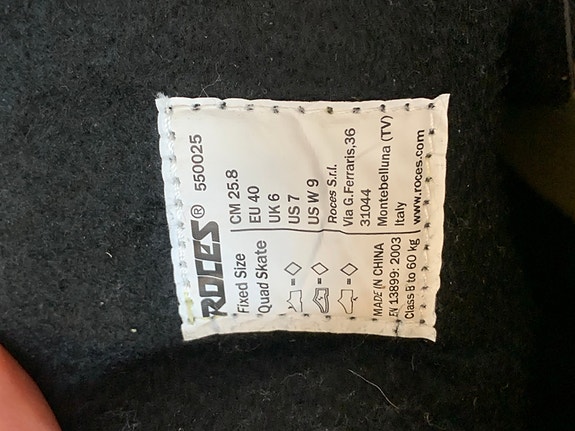 ROCES® 550025
Fixed Size
Quad Skate
CM 25.8
EU 40
UK 6
US 7
US W 9
Roces S.r.l.
Via G.Ferraris,36
31044
Montebelluna (TV)
Italy
www.roces.com
MADE IN CHINA
EN 13899: 2003
Class B to 60 kg